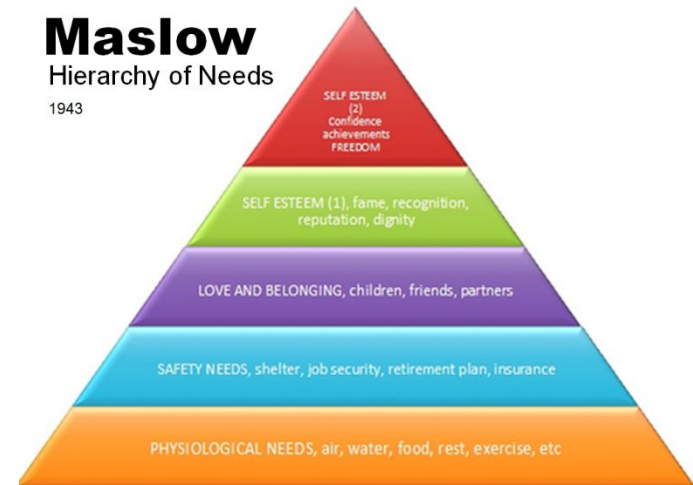 Maslow
Hierarchy of Needs
1943
SELF ESTEEM
(2)
Confidence
achievements
FREEDOM
SELF ESTEEM (1), fame, recognition,
reputation, dignity
LOVE AND BELONGING, children, friends, partners
SAFETY NEEDS, shelter, job security, retirement plan, insurance
PHYSIOLOGICAL NEEDS, air, water, food, rest, exercise, etc